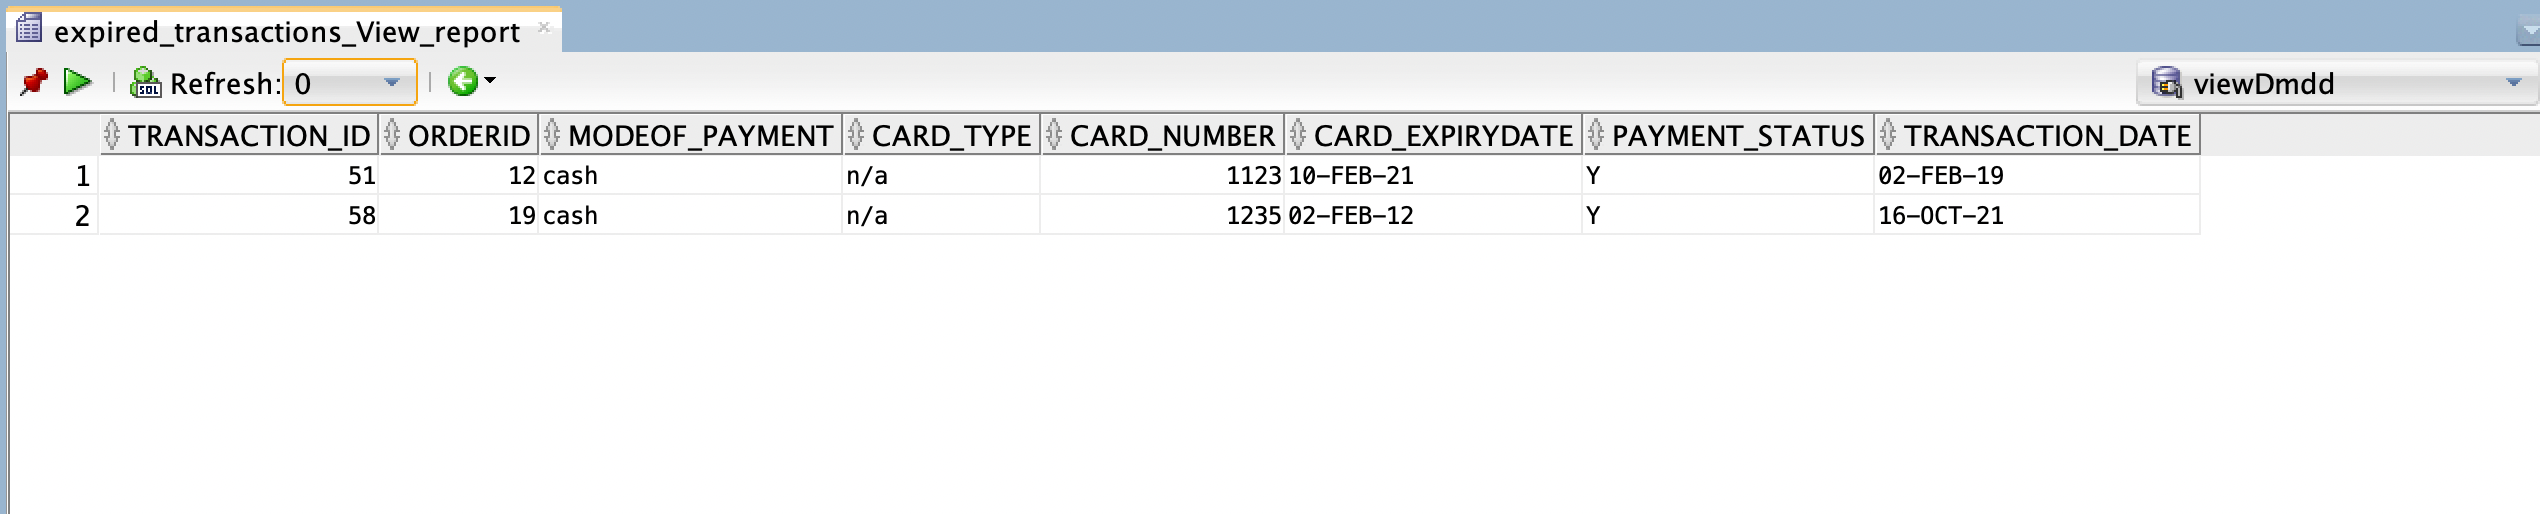 expired_transactions_View_report
SQL Refresh: 0 viewDmdd
TRANSACTION_ID ORDERID MODEOF_PAYMENT CARD_TYPE CARD_NUMBER CARD_EXPIRYDATE PAYMENT_STATUS TRANSACTION_DATE
1 51 12 cash n/a 1123 10-FEB-21 Y 02-FEB-19
2 58 19 cash n/a 1235 02-FEB-12 Y 16-OCT-21